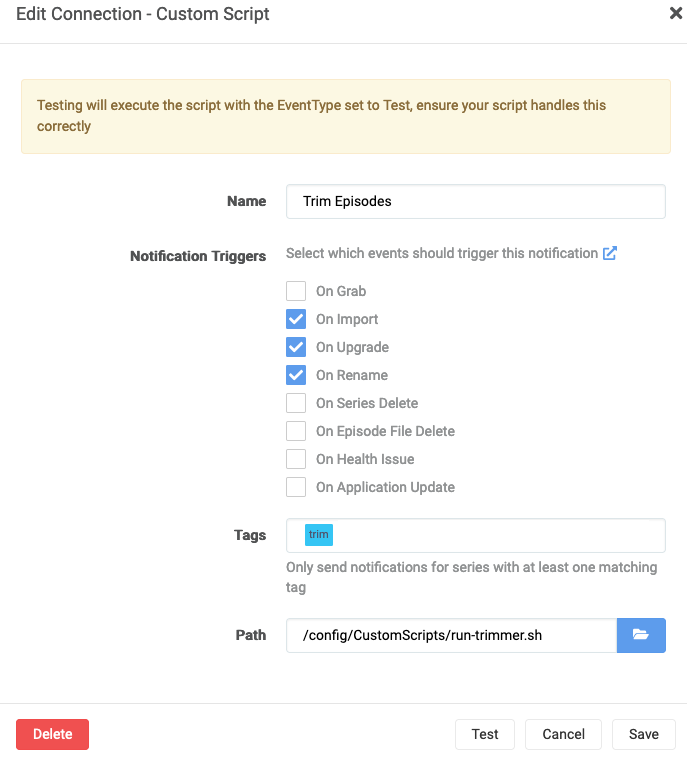 Edit Connection - Custom Script
Testing will execute the script with the EventType set to Test, ensure your script handles this
correctly
Name
Trim Episodes
Notification Triggers
Select which events should trigger this notification
On Grab
On Import
On Upgrade
On Rename
On Series Delete
On Episode File Delete
On Health Issue
On Application Update
Tags
trim
Only send notifications for series with at least one matching
tag
Path
/config/CustomScripts/run-trimmer.sh
Delete
Test
Cancel
Save